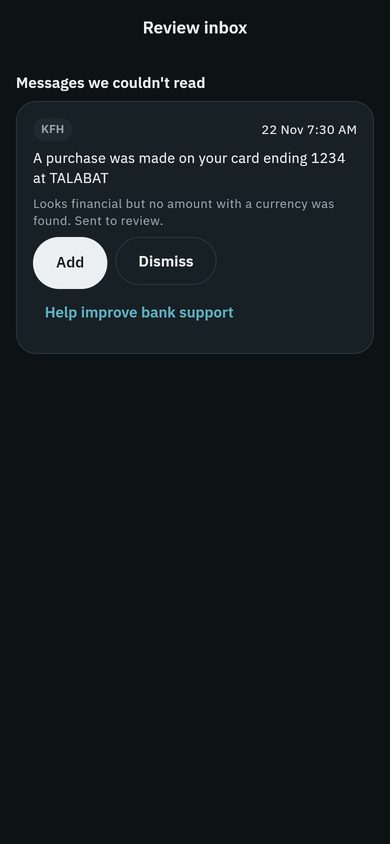 Review inbox
Messages we couldn't read
KFH
22 Nov 7:30 AM
A purchase was made on your card ending 1234
at TALABAT
Looks financial but no amount with a currency was
found. Sent to review.
Add
Dismiss
Help improve bank support